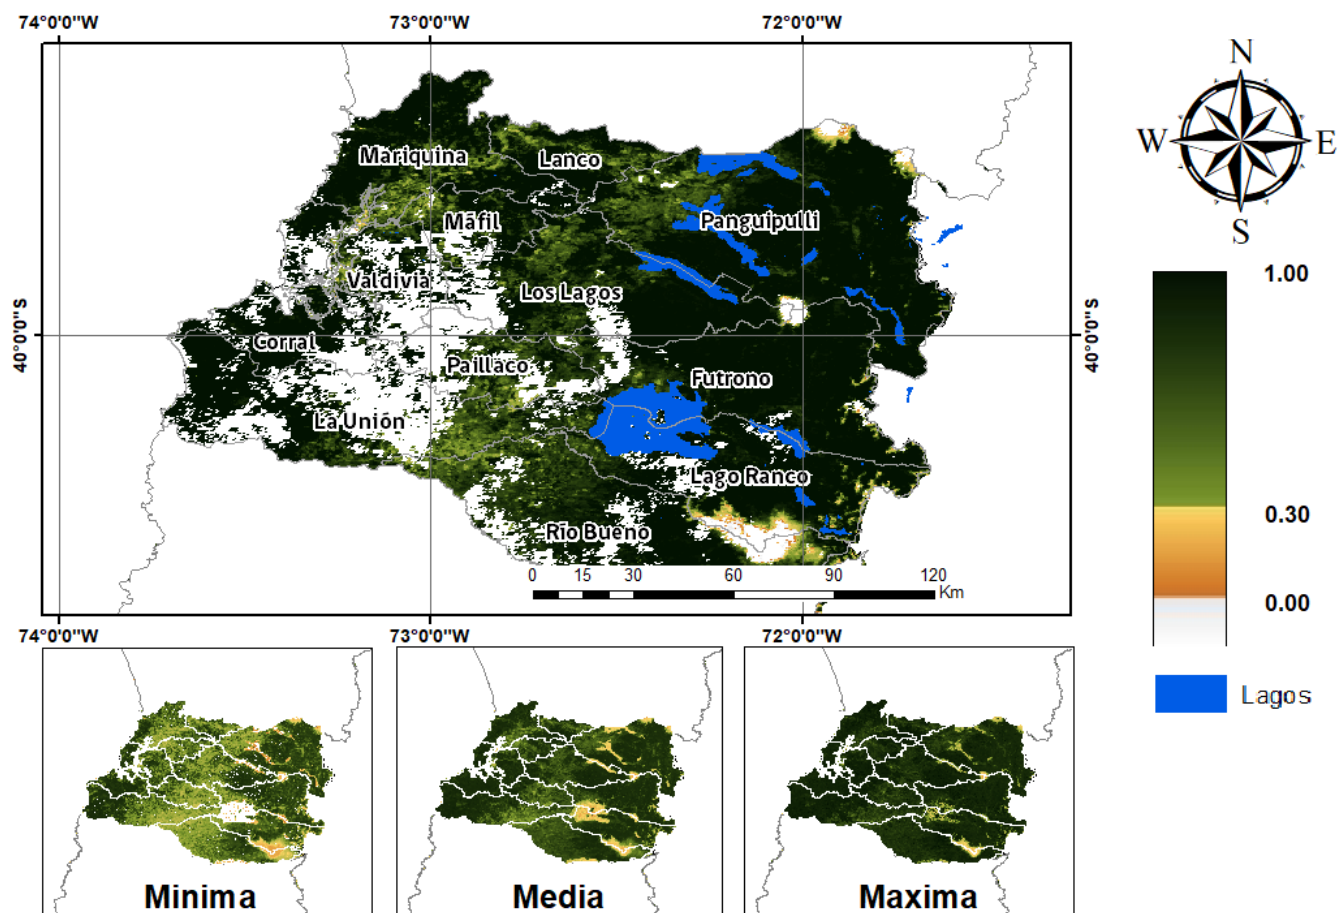 74°0'0"W 73°0'0"W 72°0'0"W
N
W E
S
Mariquina
Lanco
Máfil
Panguipulli
Valdivia
Los Lagos
1.00
40°0'0"S
40°0'0"S
Corral
Paillaco
Futrono
La Unión
Lago Ranco
Río Bueno
0.30
0 15 30 60 90 120
Km
0.00
74°0'0"W 73°0'0"W 72°0'0"W
Lagos
Minima
Media
Maxima